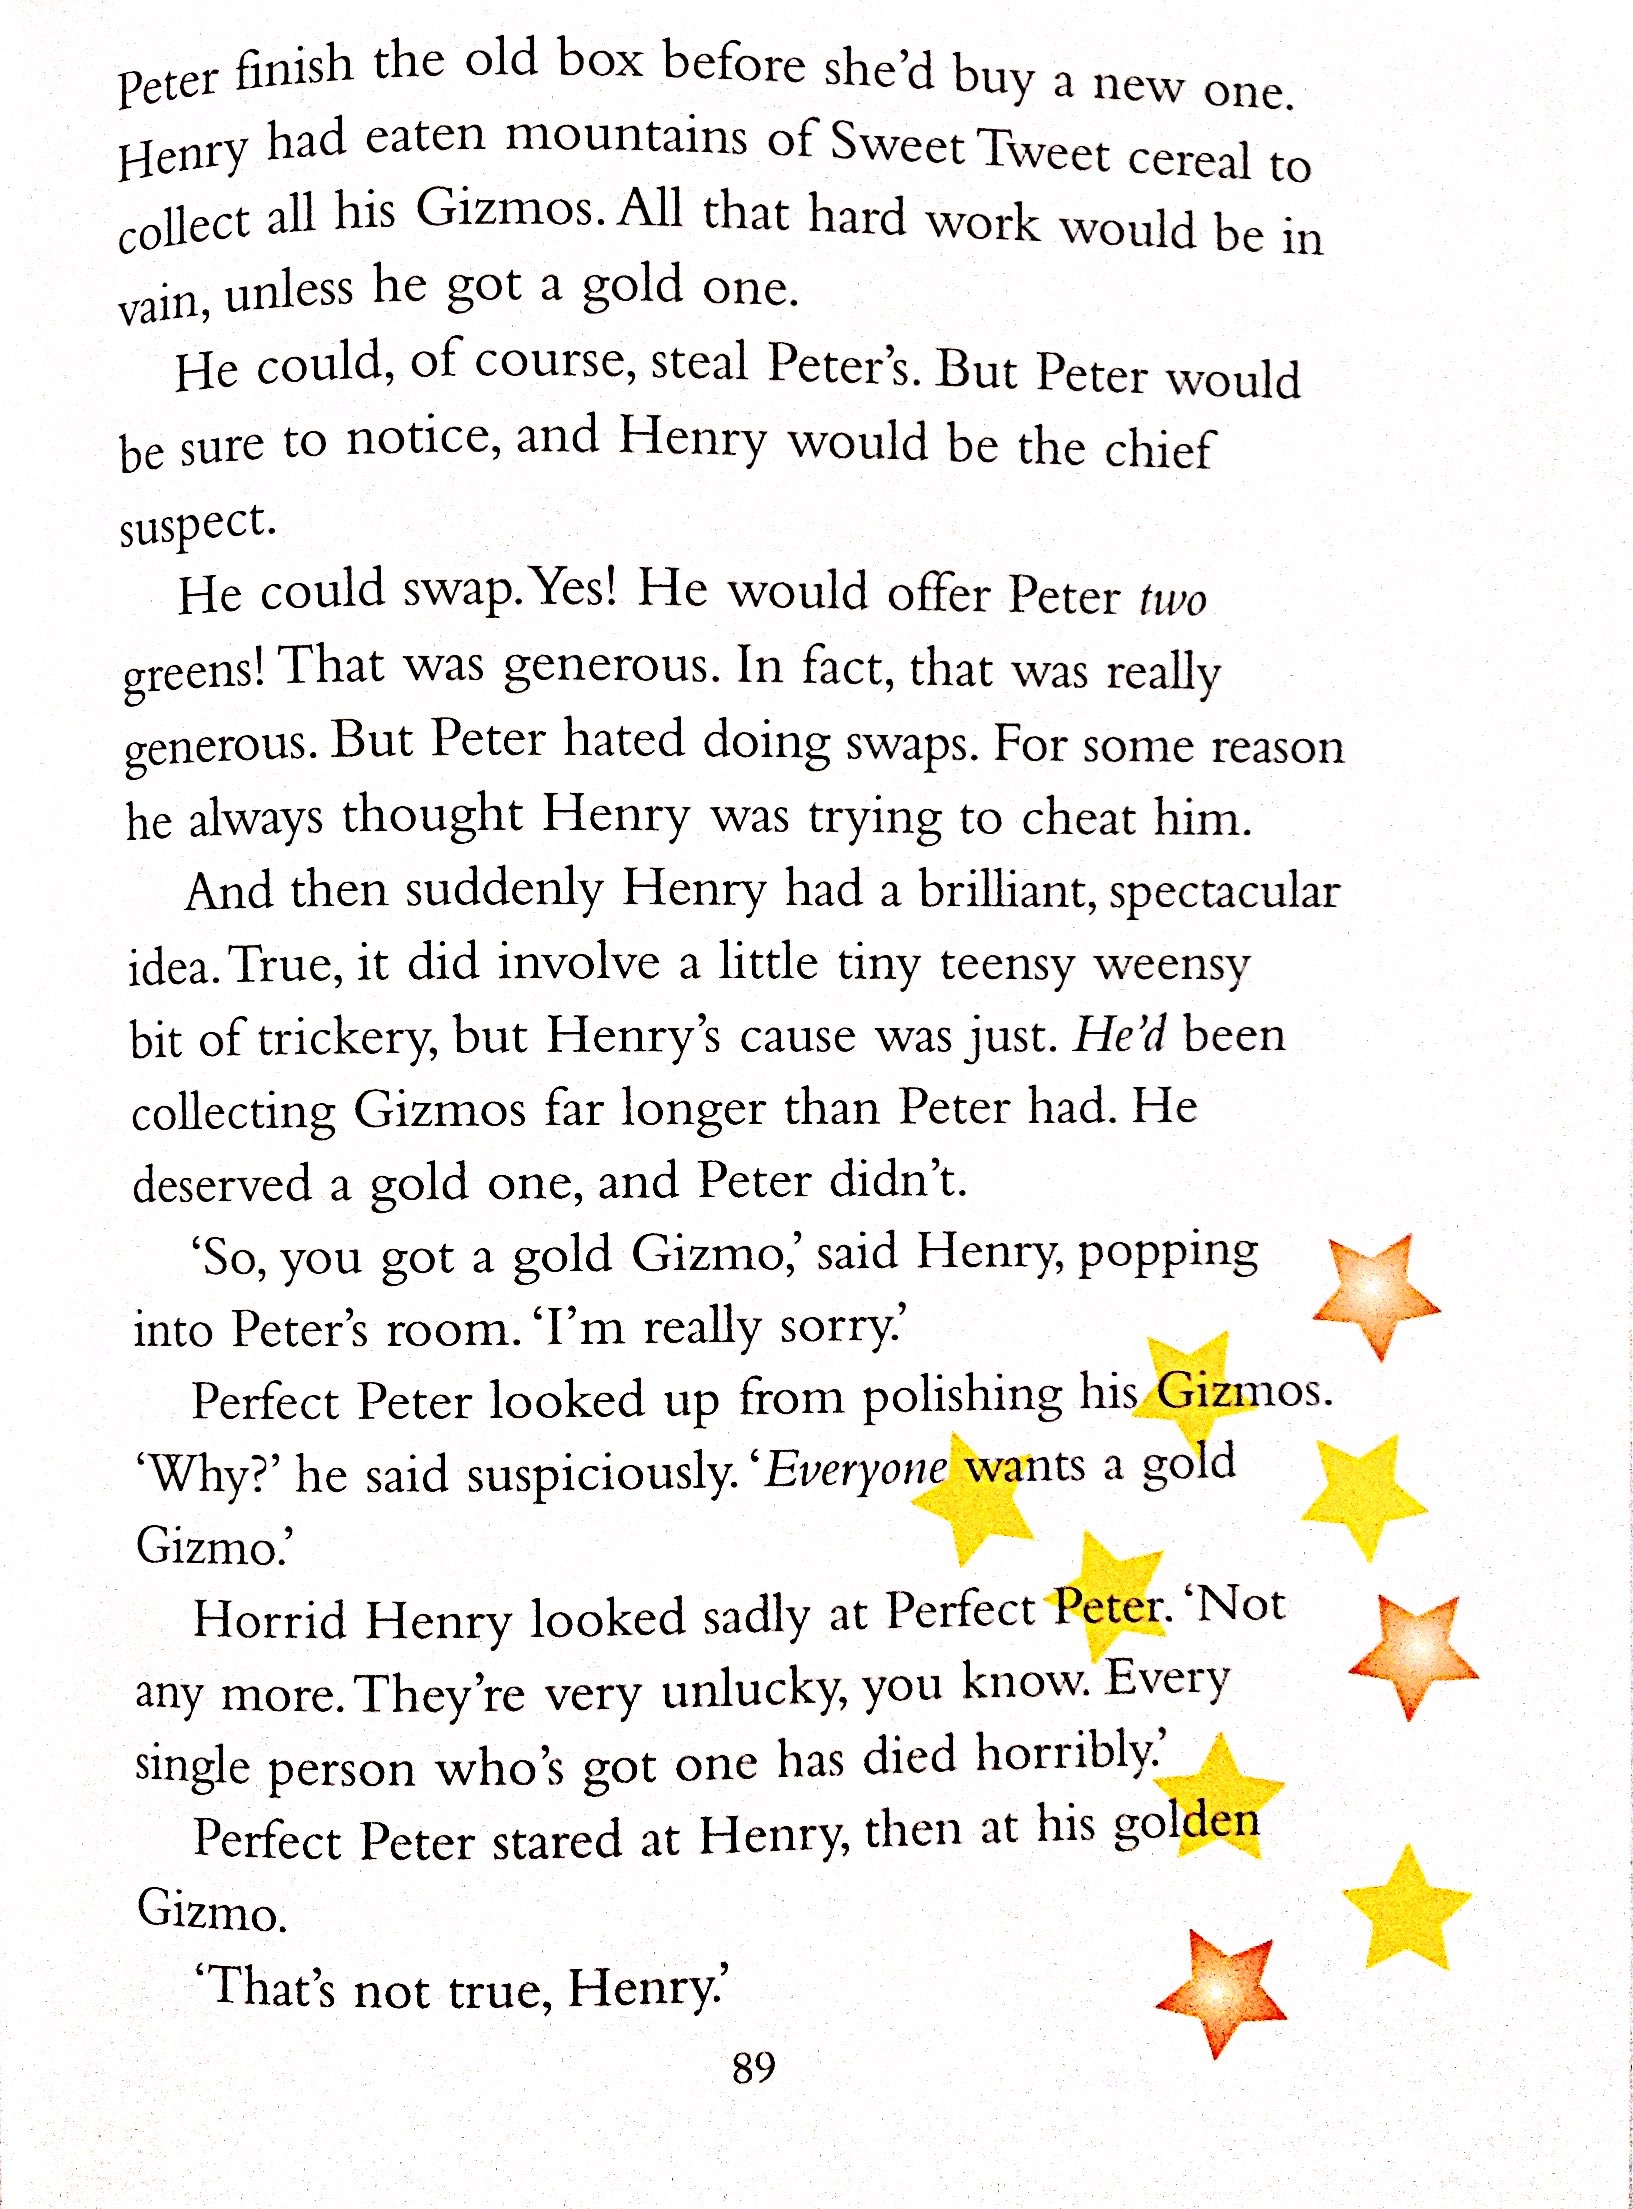 Peter finish the old box before she’d buy a new one.
Henry had eaten mountains of Sweet Tweet cereal to
collect all his Gizmos. All that hard work would be in
vain, unless he got a gold one.
He could, of course, steal Peter’s. But Peter would
be sure to notice, and Henry would be the chief
suspect.
He could swap. Yes! He would offer Peter two
greens! That was generous. In fact, that was really
generous. But Peter hated doing swaps. For some reason
he always thought Henry was trying to cheat him.
And then suddenly Henry had a brilliant, spectacular
idea. True, it did involve a little tiny teensy weensy
bit of trickery, but Henry’s cause was just. He’d been
collecting Gizmos far longer than Peter had. He
deserved a gold one, and Peter didn’t.
‘So, you got a gold Gizmo,’ said Henry, popping
into Peter’s room. ‘I’m really sorry.’
Perfect Peter looked up from polishing his Gizmos.
‘Why?’ he said suspiciously. ‘Everyone wants a gold
Gizmo.’
Horrid Henry looked sadly at Perfect Peter. ‘Not
any more. They’re very unlucky, you know. Every
single person who’s got one has died horribly.’
Perfect Peter stared at Henry, then at his golden
Gizmo.
‘That’s not true, Henry.’
89